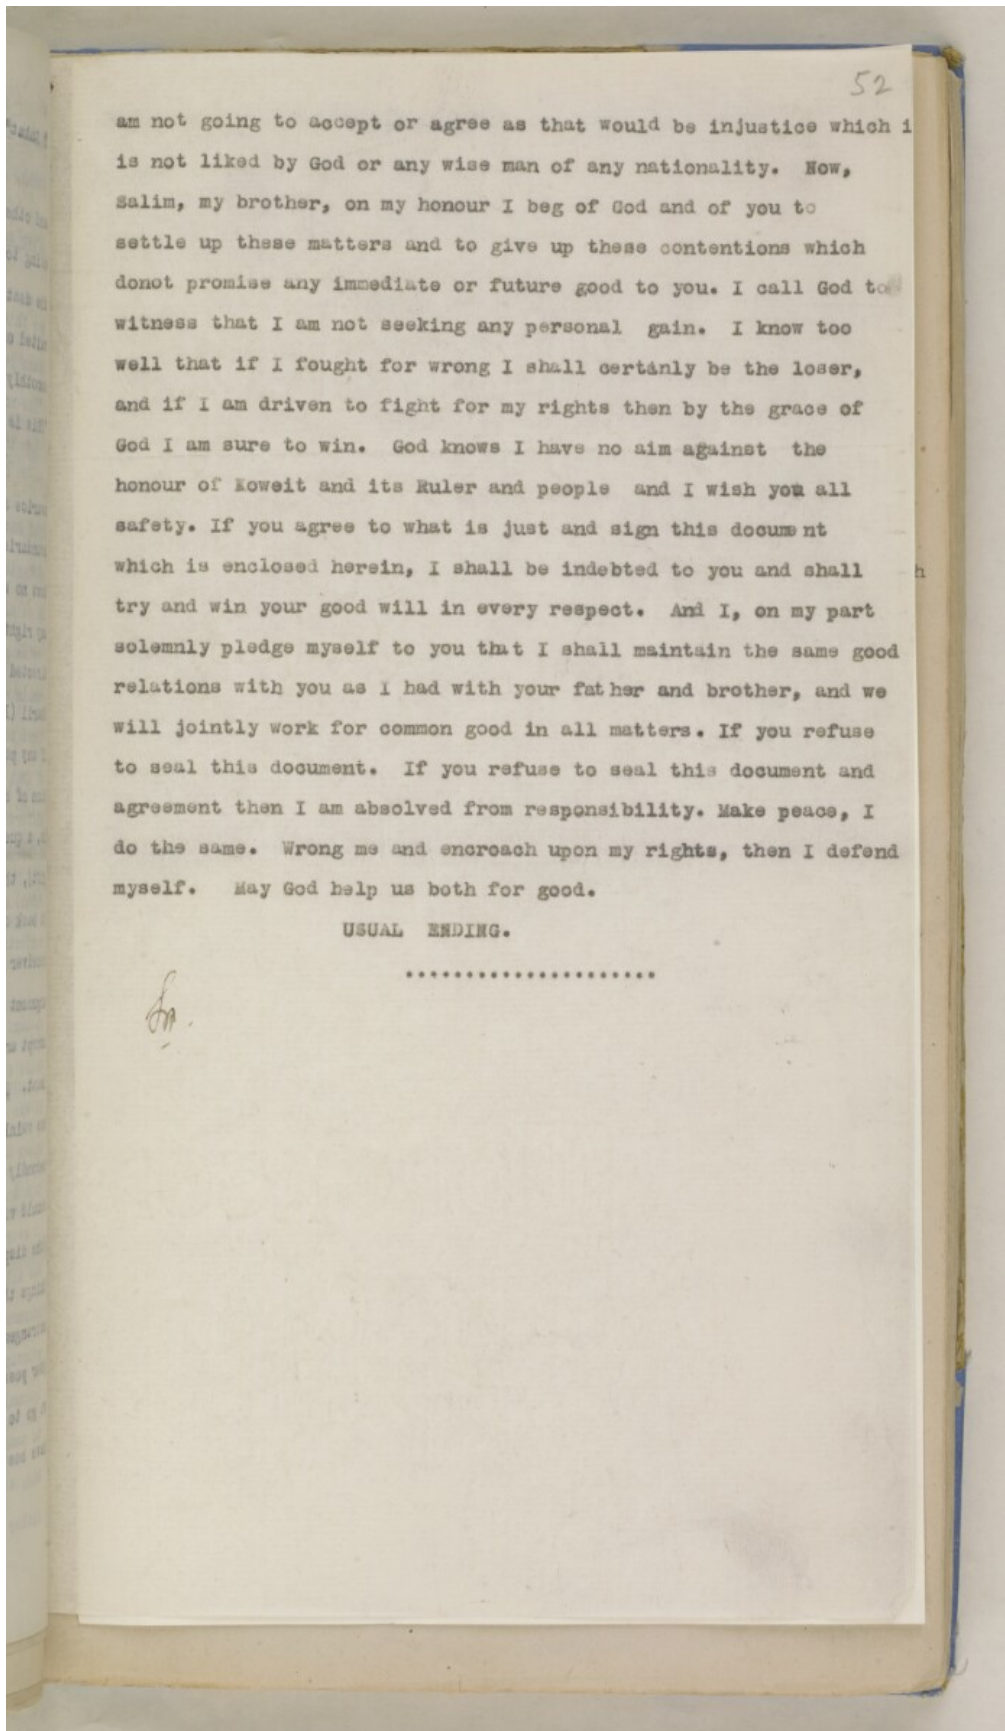 52
am not going to accept or agree as that would be injustice which i
is not liked by God or any wise man of any nationality. Now,
Salim, my brother, on my honour I beg of God and of you to
settle up these matters and to give up these contentions which
donot promise any immediate or future good to you. I call God to
witness that I am not seeking any personal gain. I know too
well that if I fought for wrong I shall certánly be the loser,
and if I am driven to fight for my rights then by the grace of
God I am sure to win. God knows I have no aim against the
honour of Koweit and its Ruler and people and I wish you all
safety. If you agree to what is just and sign this docume nt
which is enclosed herein, I shall be indebted to you and shall
try and win your good will in every respect. And I, on my part
solemnly pledge myself to you that I shall maintain the same good
relations with you as I had with your fat her and brother, and we
will jointly work for common good in all matters. If you refuse
to seal this document. If you refuse to seal this document and
agreement then I am absolved from responsibility. Make peace, I
do the same. Wrong me and encroach upon my rights, then I defend
myself. May God help us both for good.
USUAL ENDING.
.....................